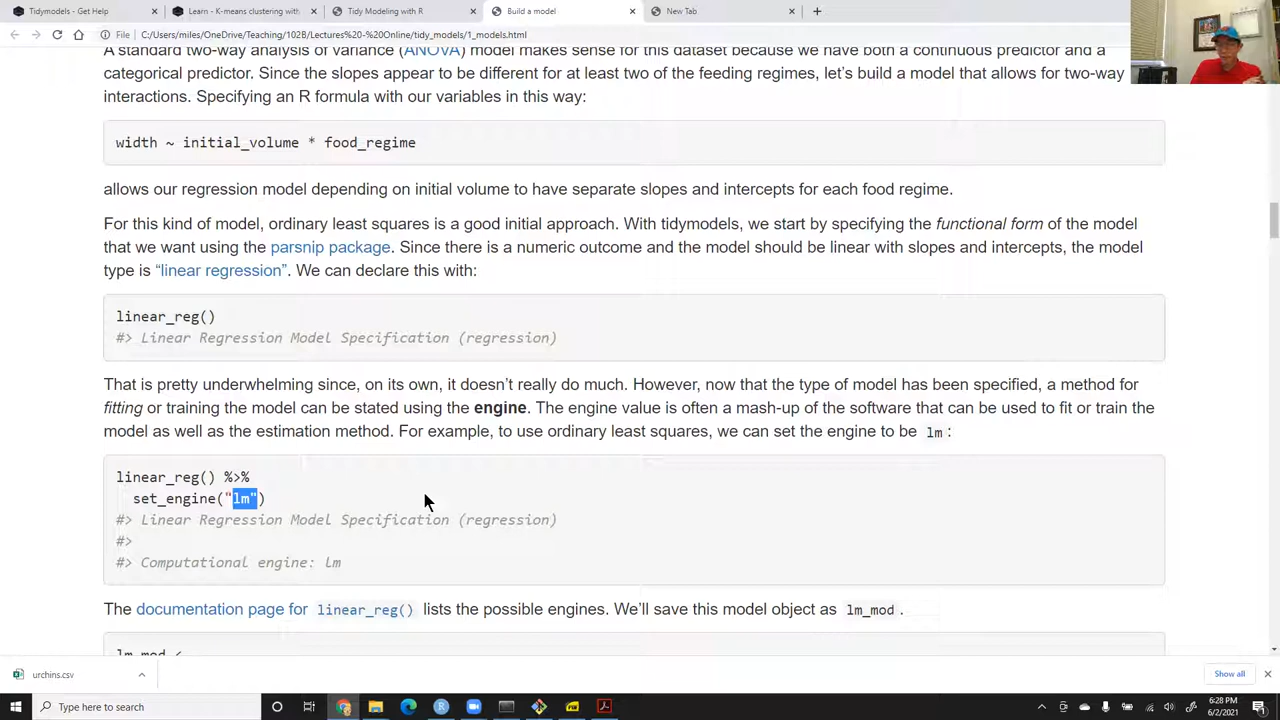 Tidymodels - Get Help
Learn - K-means clustering with
Tidy Modeling with R
Build a model
New Tab
File
C:/Users/miles/OneDrive/Teaching/102B/Lectures%20-%20Online/tidy_models/1_models.html
A standard two-way analysis of variance (ANOVA) model makes sense for this dataset because we have both a continuous predictor and a
categorical predictor. Since the slopes appear to be different for at least two of the feeding regimes, let's build a model that allows for two-way
interactions. Specifying an R formula with our variables in this way:
width ~ initial_volume * food_regime
allows our regression model depending on initial volume to have separate slopes and intercepts for each food regime.
For this kind of model, ordinary least squares is a good initial approach. With tidymodels, we start by specifying the functional form of the model
that we want using the parsnip package. Since there is a numeric outcome and the model should be linear with slopes and intercepts, the model
type is “linear regression”. We can declare this with:
linear_reg()
#> Linear Regression Model Specification (regression)
That is pretty underwhelming since, on its own, it doesn't really do much. However, now that the type of model has been specified, a method for
fitting or training the model can be stated using the engine. The engine value is often a mash-up of the software that can be used to fit or train the
model as well as the estimation method. For example, to use ordinary least squares, we can set the engine to be lm:
linear_reg() %>%
set_engine("lm")
#> Linear Regression Model Specification (regression)
#>
#> Computational engine: lm
The documentation page for linear_reg() lists the possible engines. We'll save this model object as lm_mod.
lm_mod <
urchins.csv
Show all
Type here to search
6:28 PM
6/2/2021